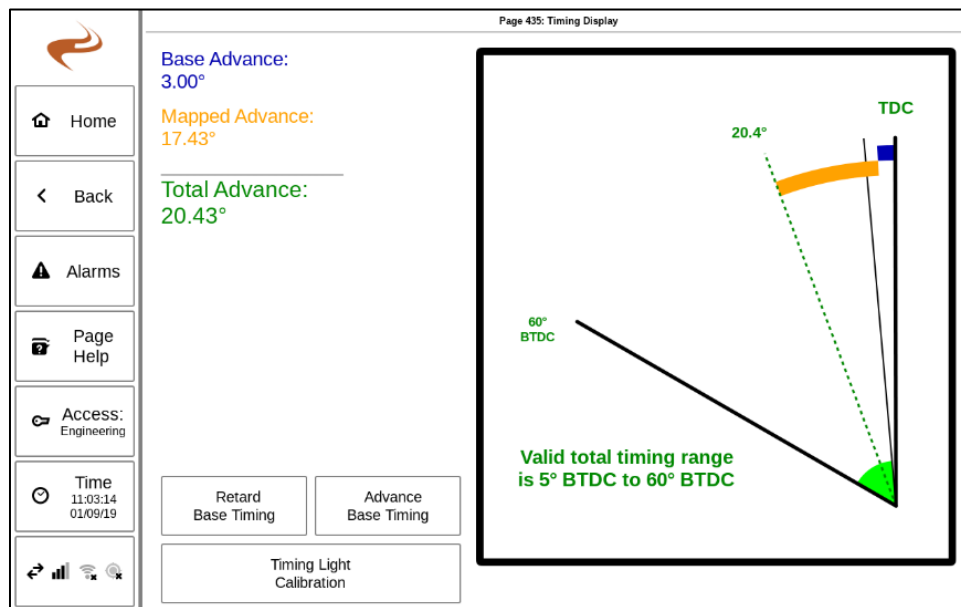 Page 435: Timing Display
Home
Back
Alarms
Page
Help
Access:
Engineering
Time
11:03:14
01/09/19
Base Advance:
3.00°
Mapped Advance:
17.43°
Total Advance:
20.43°
Retard
Base Timing
Advance
Base Timing
Timing Light
Calibration
TDC
20.4°
60°
BTDC
Valid total timing range
is 5° BTDC to 60° BTDC